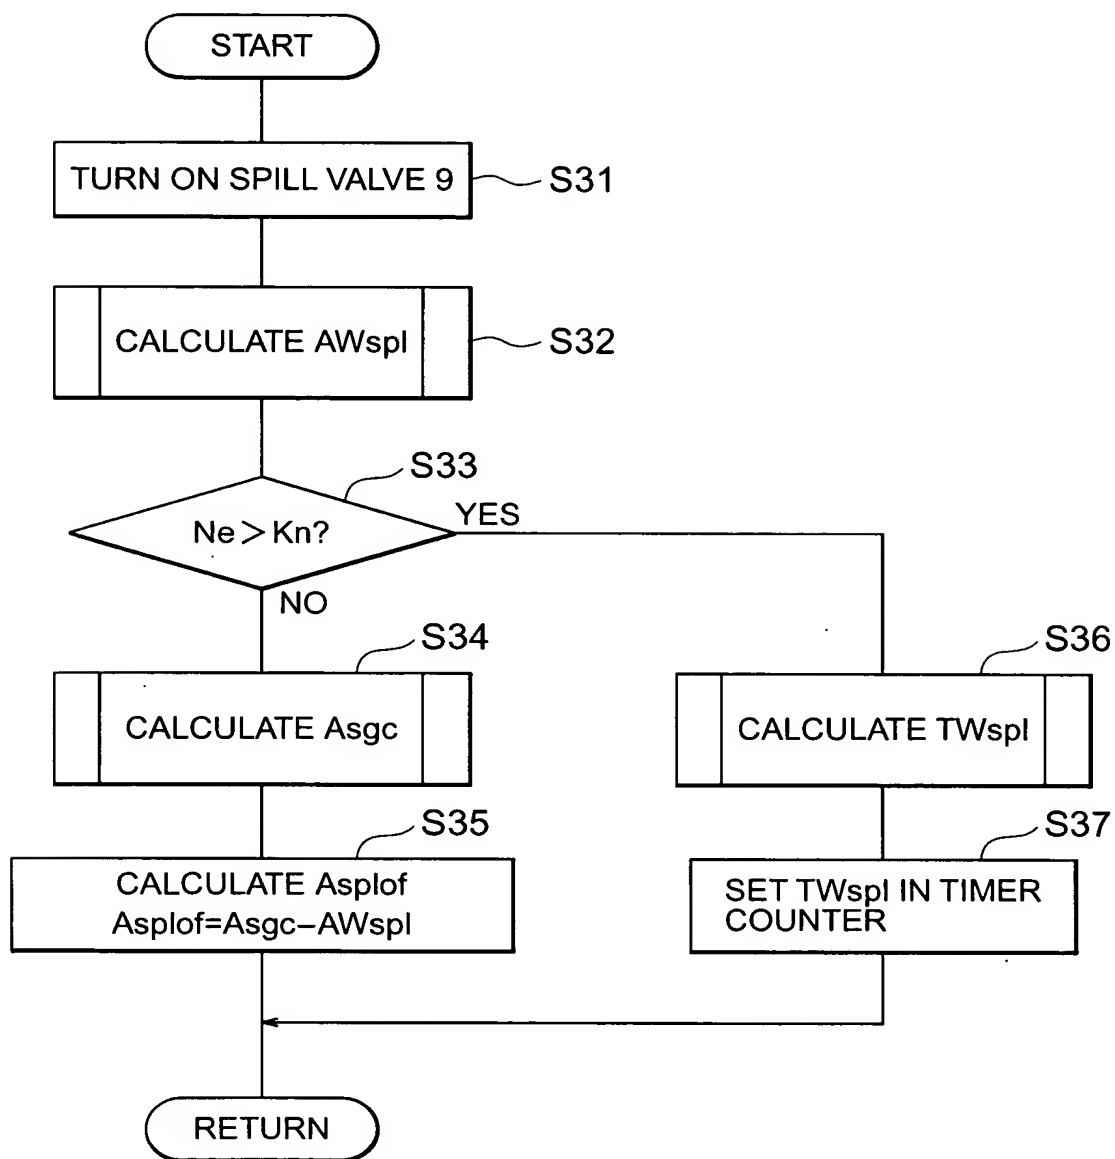 START
TURN ON SPILL VALVE 9
S31
CALCULATE AWspl
S32
S33
Ne > Kn?
YES
NO
S34
CALCULATE Asgc
S35
CALCULATE Asplof
Asplof=Asgc−AWspl
S36
CALCULATE TWspl
S37
SET TWspl IN TIMER
COUNTER
RETURN